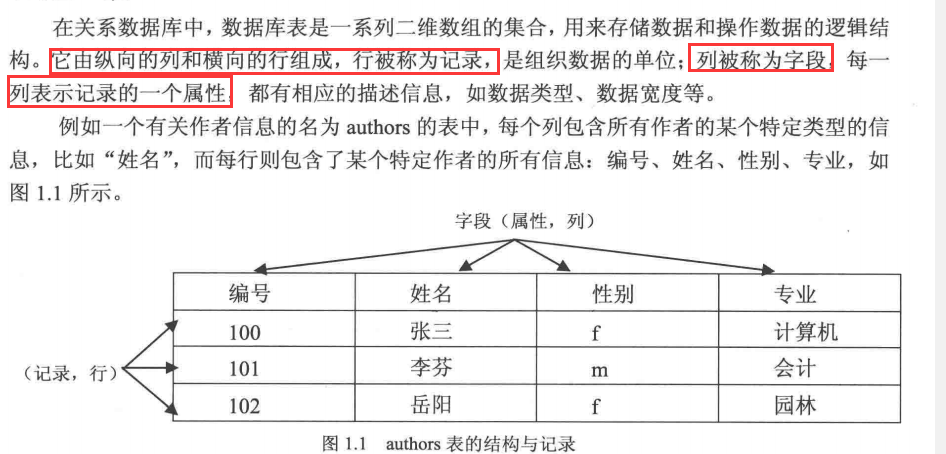 在关系数据库中，数据库表是一系列二维数组的集合，用来存储数据和操作数据的逻辑结
构。它由纵向的列和横向的行组成，行被称为记录，是组织数据的单位；列被称为字段，每一
列表示记录的一个属性，都有相应的描述信息，如数据类型、数据宽度等。
例如一个有关作者信息的名为 authors 的表中，每个列包含所有作者的某个特定类型的信
息，比如“姓名”，而每行则包含了某个特定作者的所有信息：编号、姓名、性别、专业，如
图 1.1 所示。
字段（属性，列）
编号 姓名 性别 专业
100 张三 f 计算机
（记录，行） 101 李芬 m 会计
102 岳阳 f 园林
图 1.1 authors 表的结构与记录